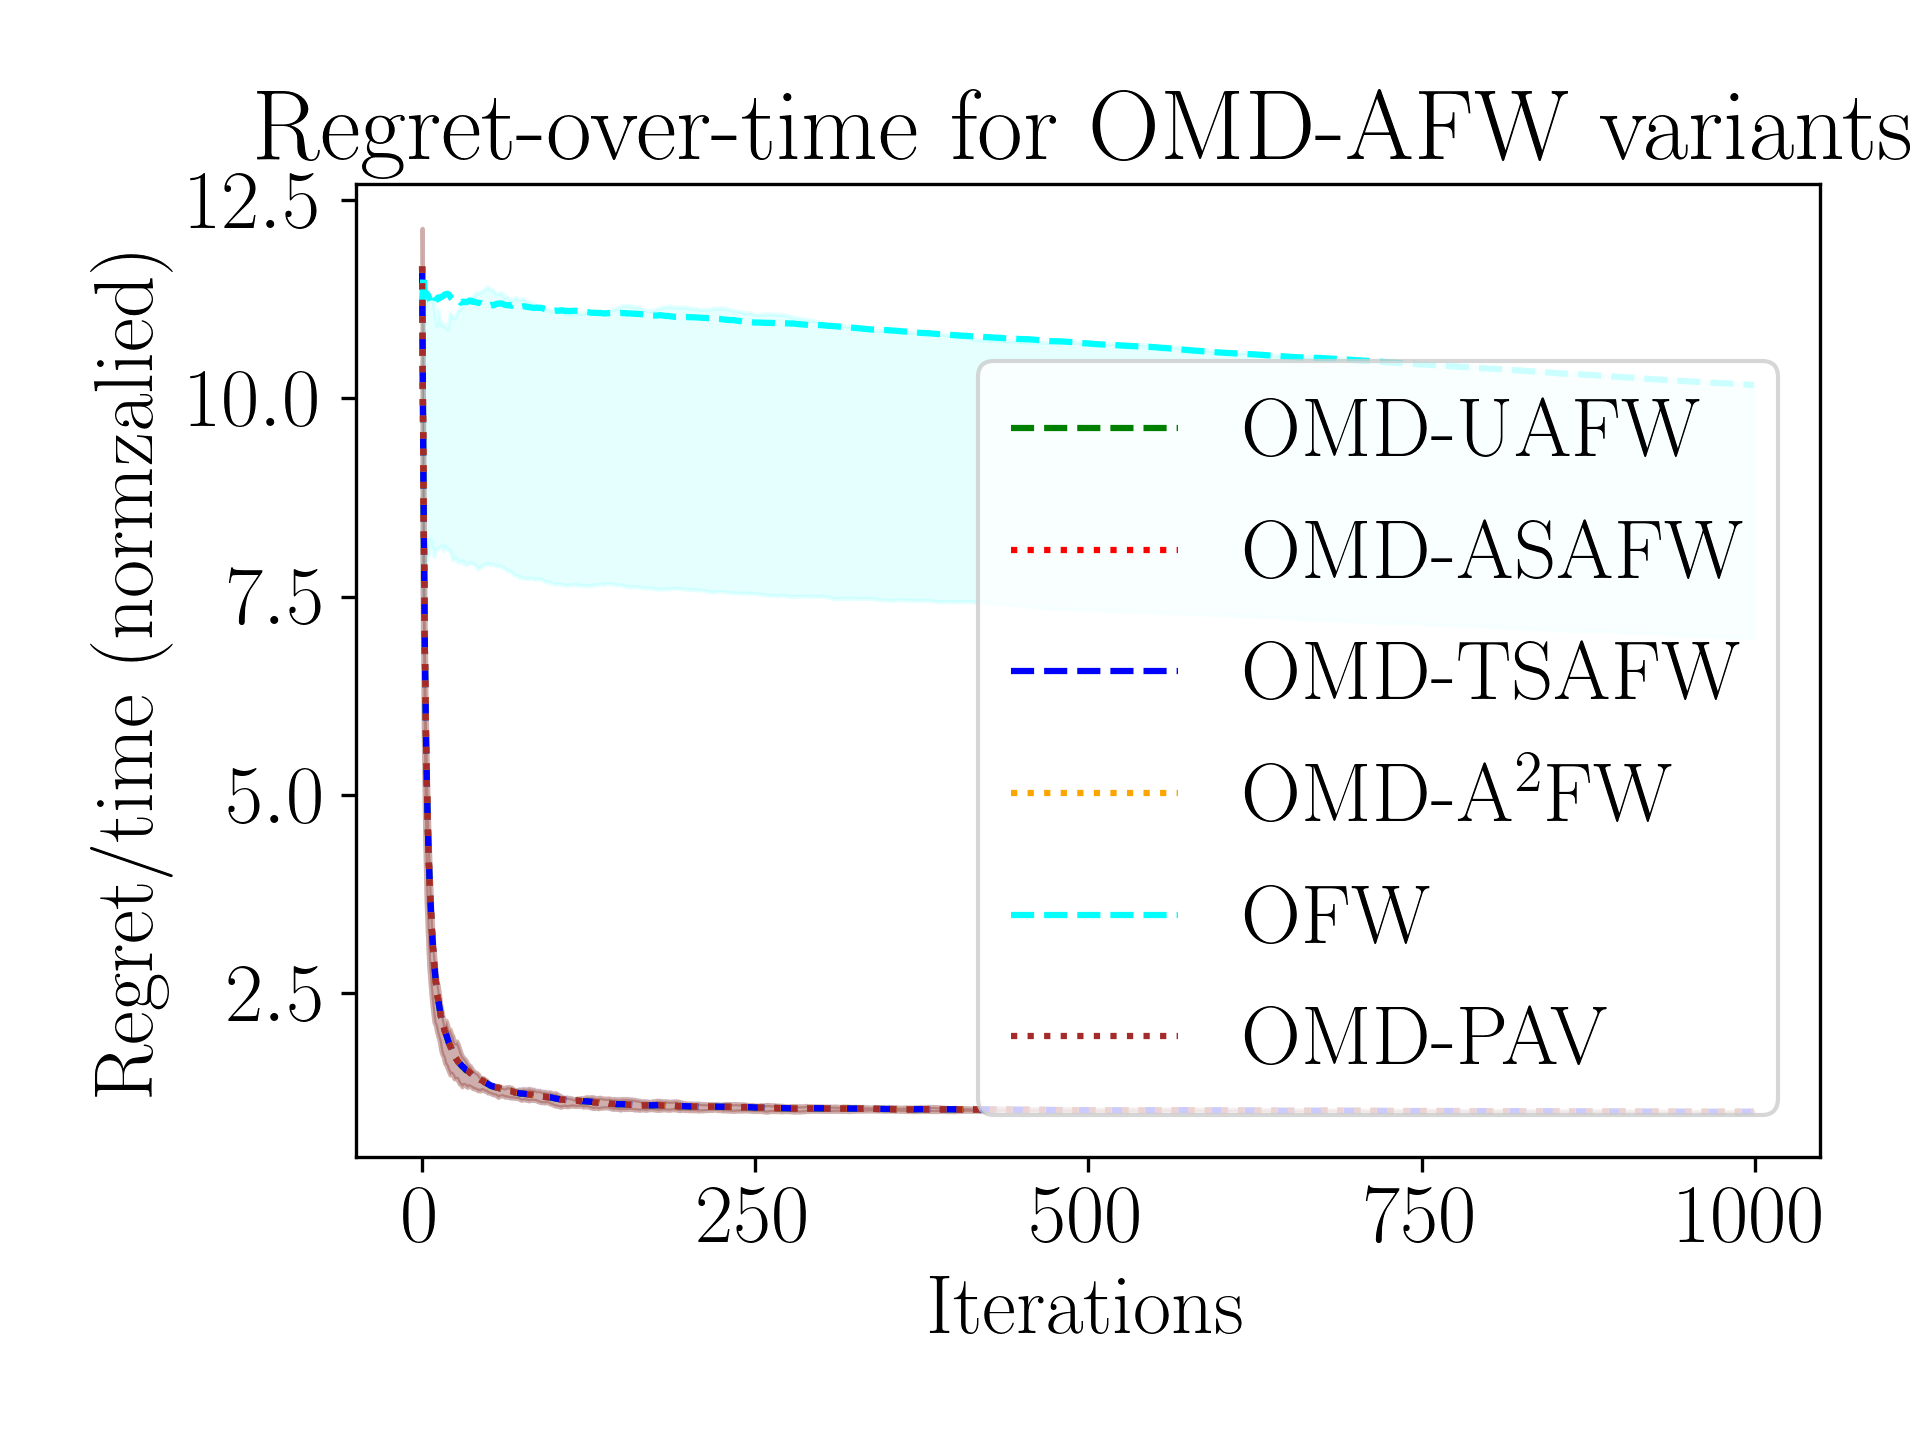 Regret-over-time for OMD-AFW variants
Regret/time (normzalied)
12.5
10.0
7.5
5.0
2.5
OMD-UAFW
OMD-ASAFW
OMD-TSAFW
OMD-A²FW
OFW
OMD-PAV
0 250 500 750 1000
Iterations